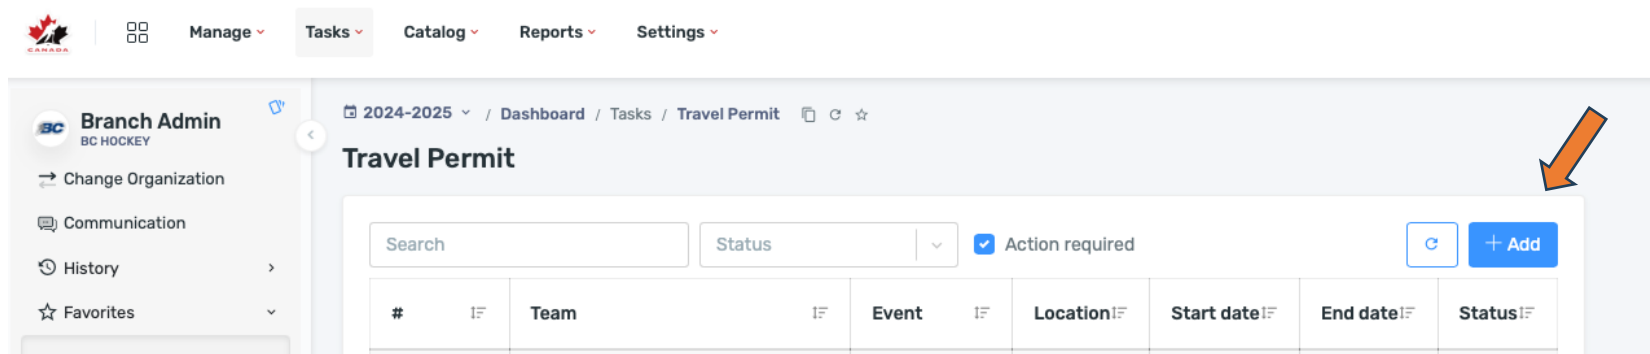 CANADA
Manage
Tasks
Catalog
Reports
Settings
BC
Branch Admin
BC HOCKEY
Change Organization
Communication
History
Favorites
2024-2025 / Dashboard / Tasks / Travel Permit
Travel Permit
Search
Status
Action required
+ Add
# Team Event Location Start date End date Status